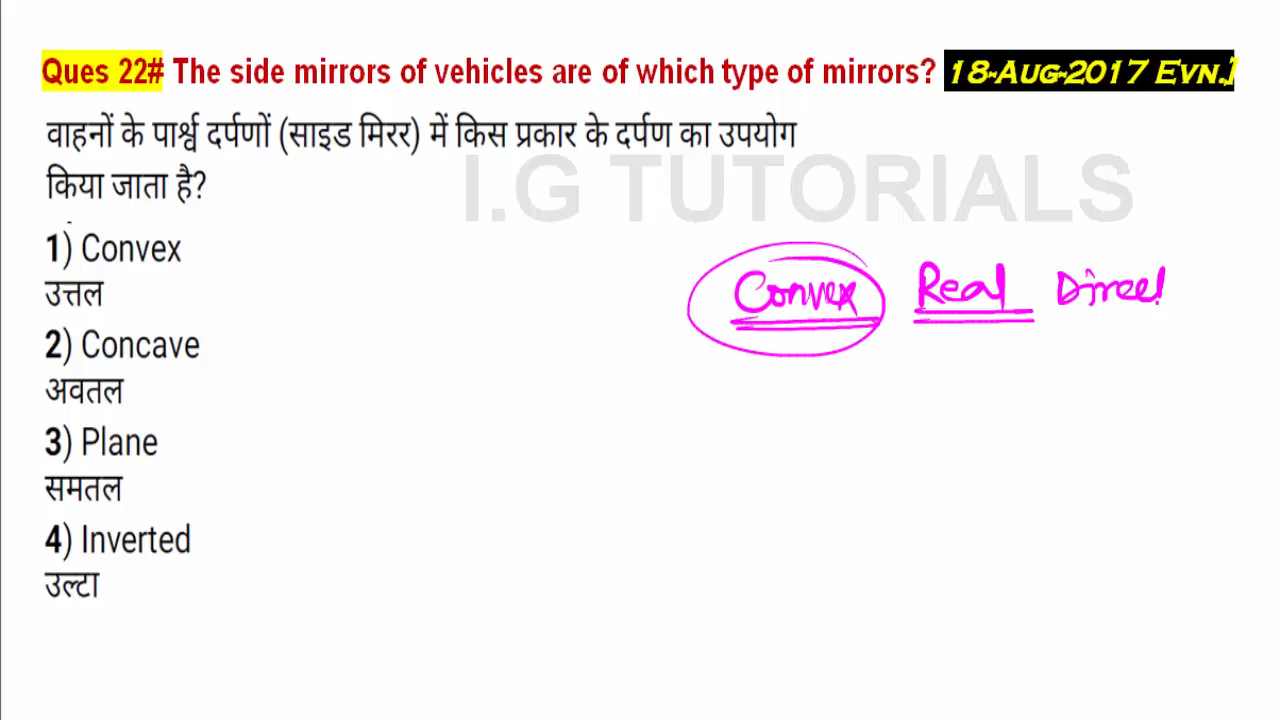 Ques 22# The side mirrors of vehicles are of which type of mirrors? 18-Aug-2017 Evn.]
वाहनों के पार्श्व दर्पणों (साइड मिरर) में किस प्रकार के दर्पण का उपयोग
किया जाता है?
I.G TUTORIALS
1) Convex
उत्तल
Convex Real Direct
2) Concave
अवतल
3) Plane
समतल
4) Inverted
उल्टा